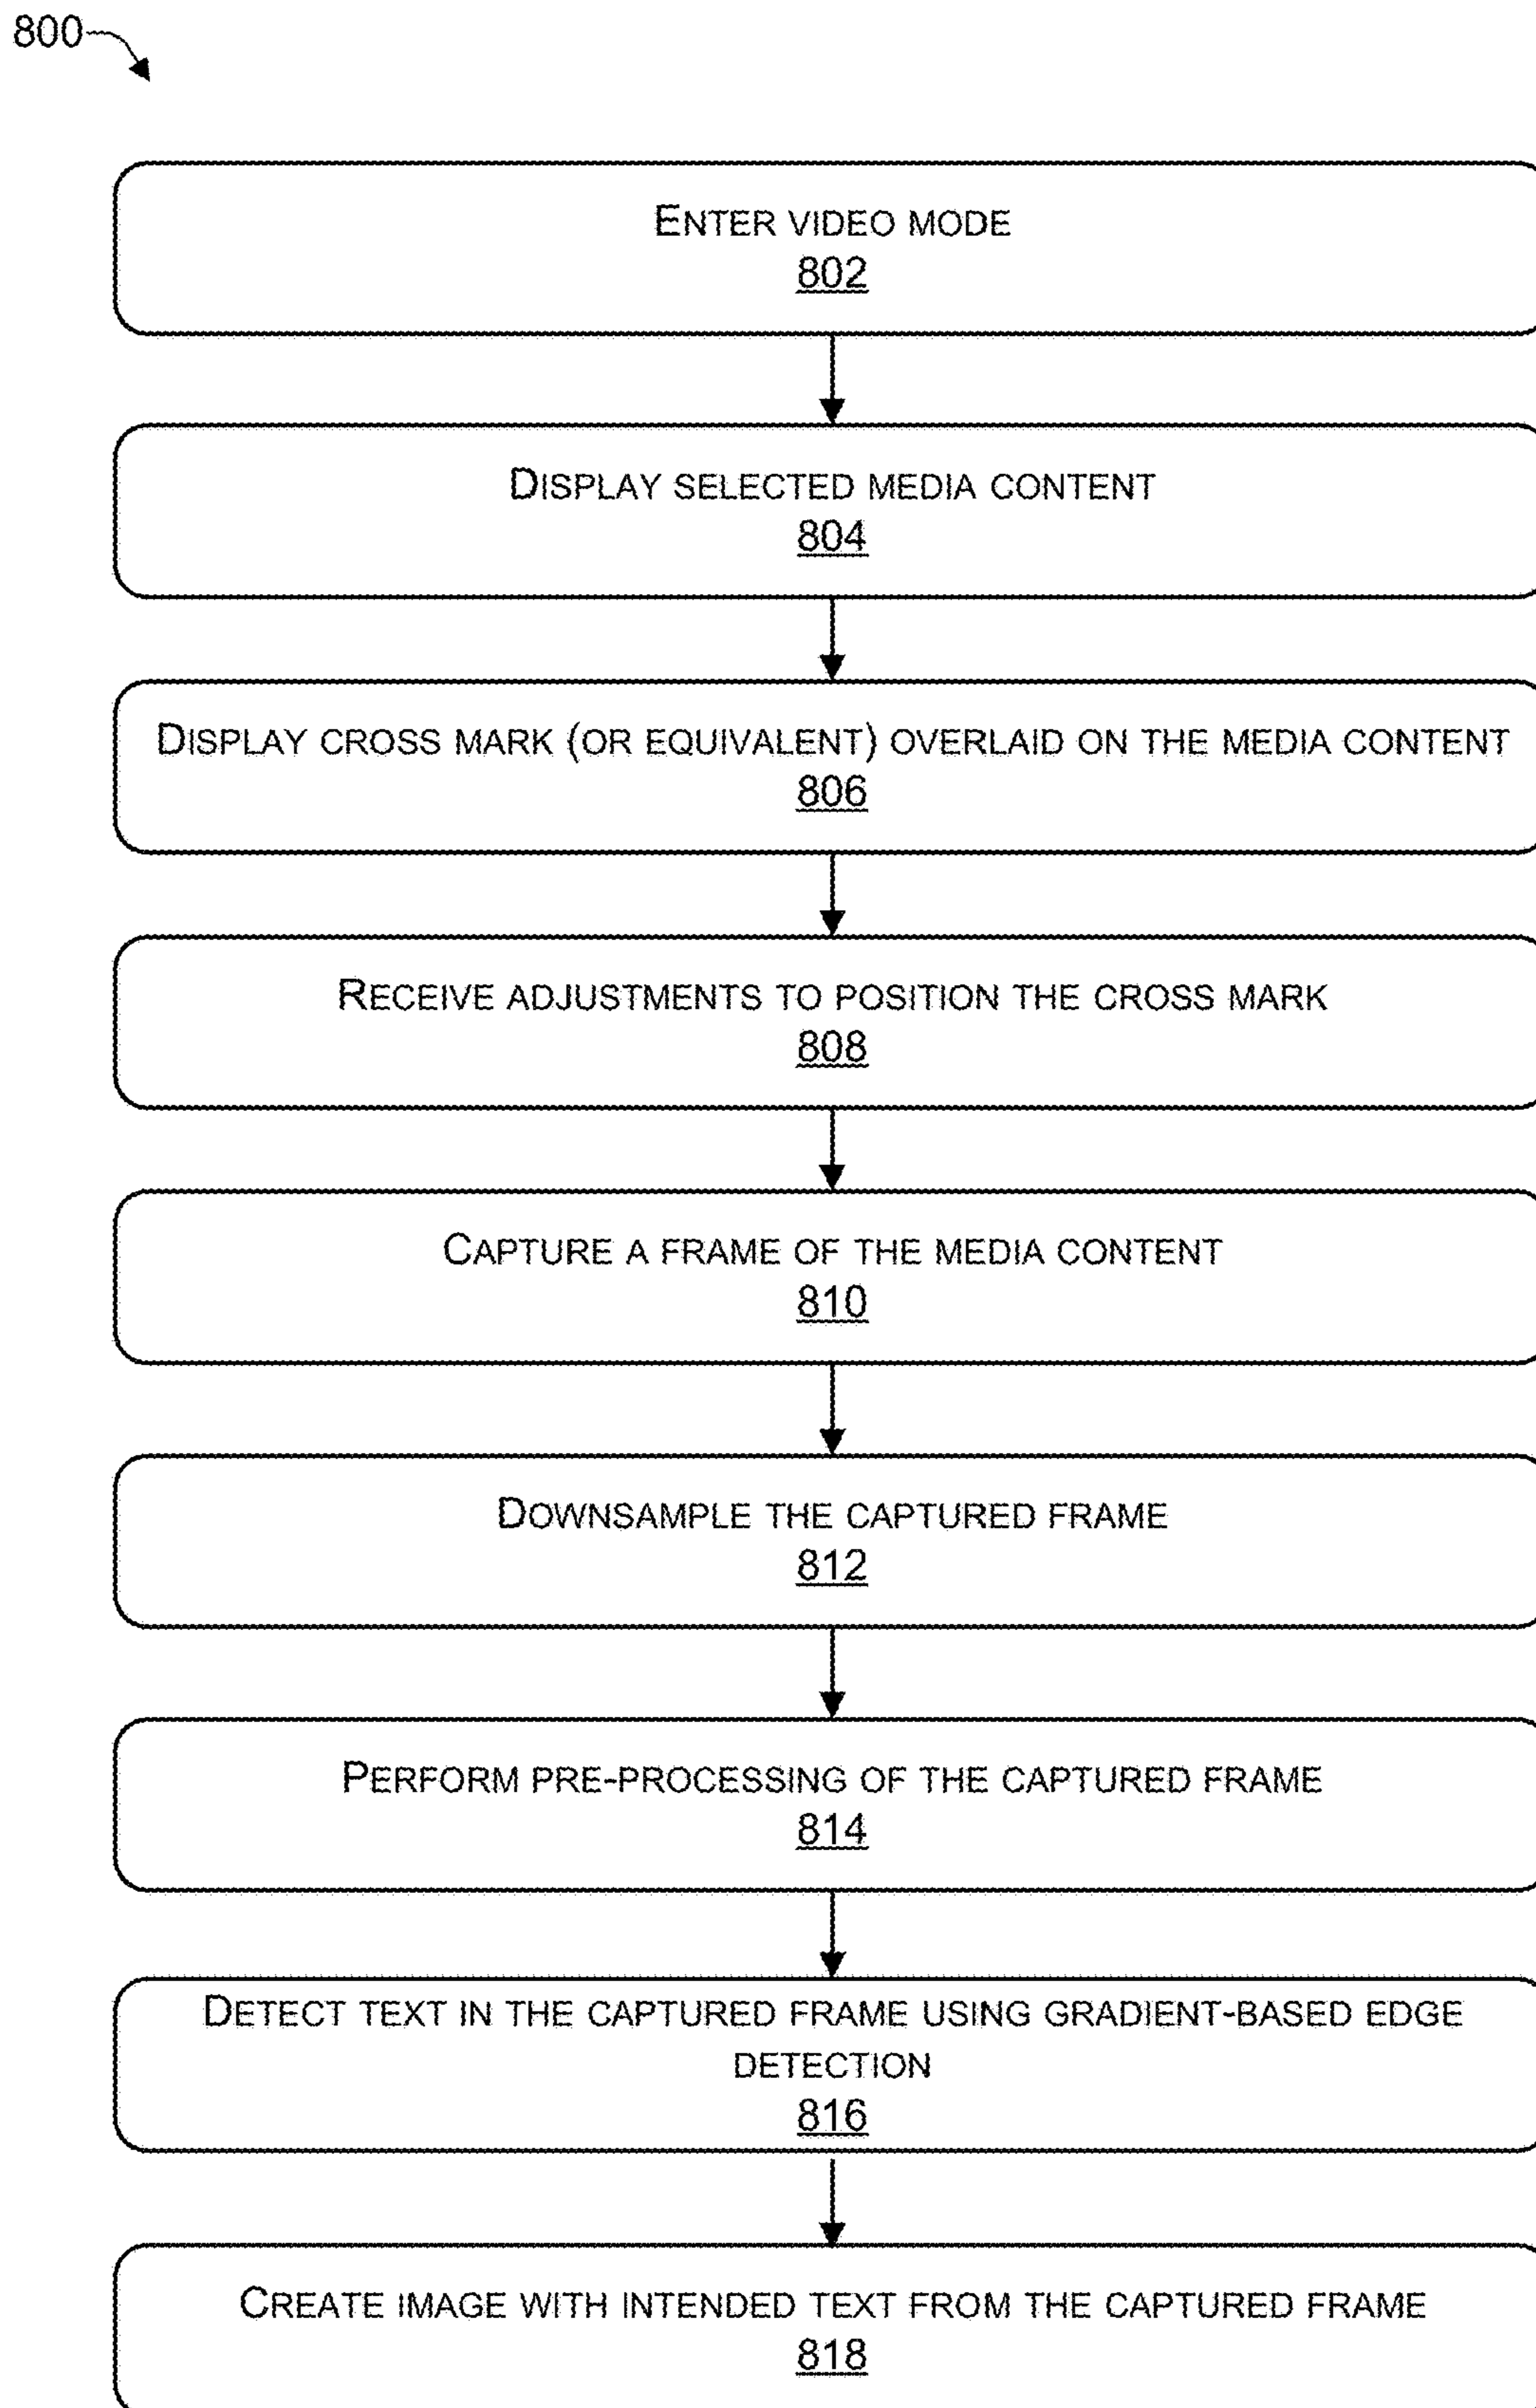 800
ENTER VIDEO MODE
802
DISPLAY SELECTED MEDIA CONTENT
804
DISPLAY CROSS MARK (OR EQUIVALENT) OVERLAID ON THE MEDIA CONTENT
806
RECEIVE ADJUSTMENTS TO POSITION THE CROSS MARK
808
CAPTURE A FRAME OF THE MEDIA CONTENT
810
DOWNSAMPLE THE CAPTURED FRAME
812
PERFORM PRE-PROCESSING OF THE CAPTURED FRAME
814
DETECT TEXT IN THE CAPTURED FRAME USING GRADIENT-BASED EDGE
DETECTION
816
CREATE IMAGE WITH INTENDED TEXT FROM THE CAPTURED FRAME
818